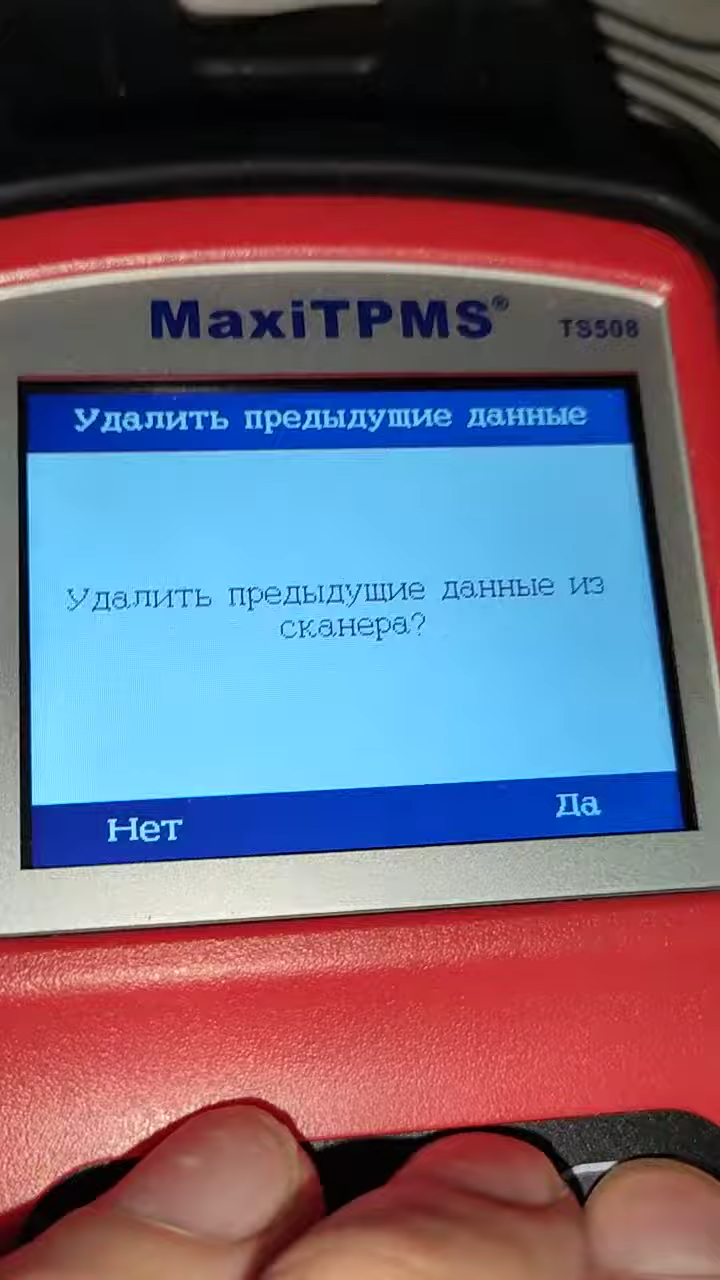 MaxiTPMS®
TS508
Удалить предыдущие данные
Удалить предыдущие данные из
сканера?
Нет
Да